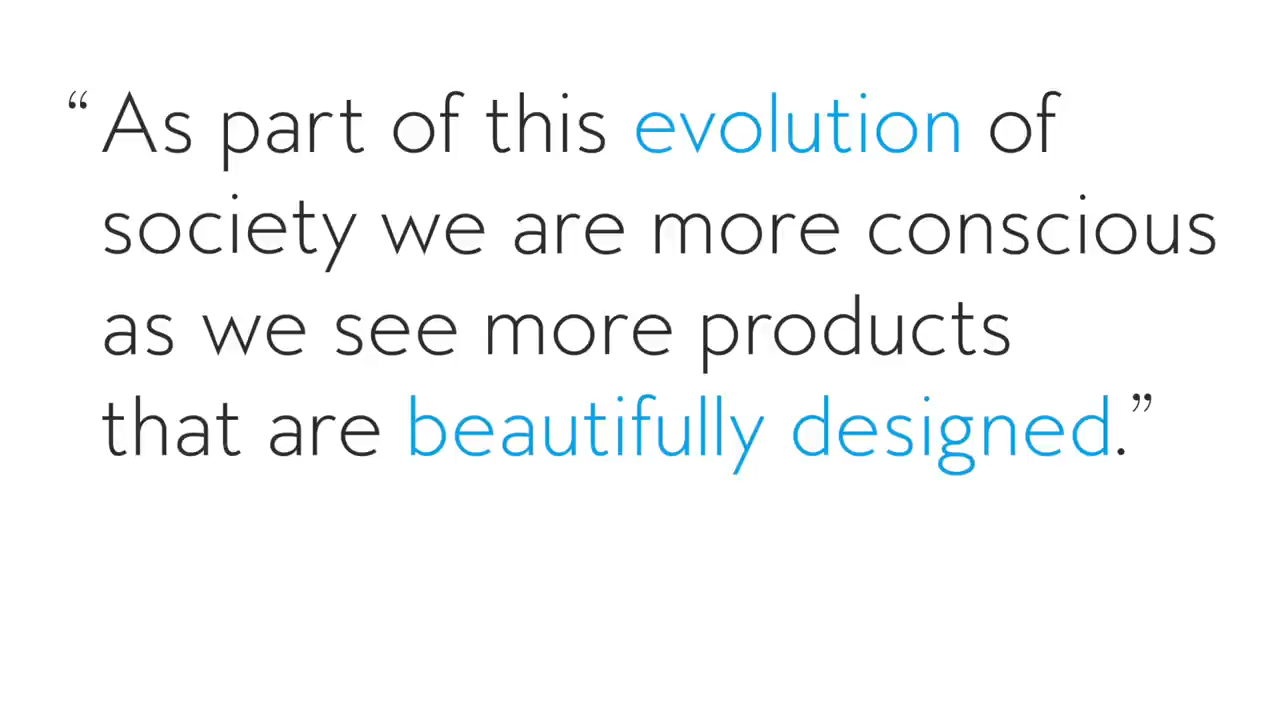 “ As part of this evolution of
society we are more conscious
as we see more products
that are beautifully designed.”